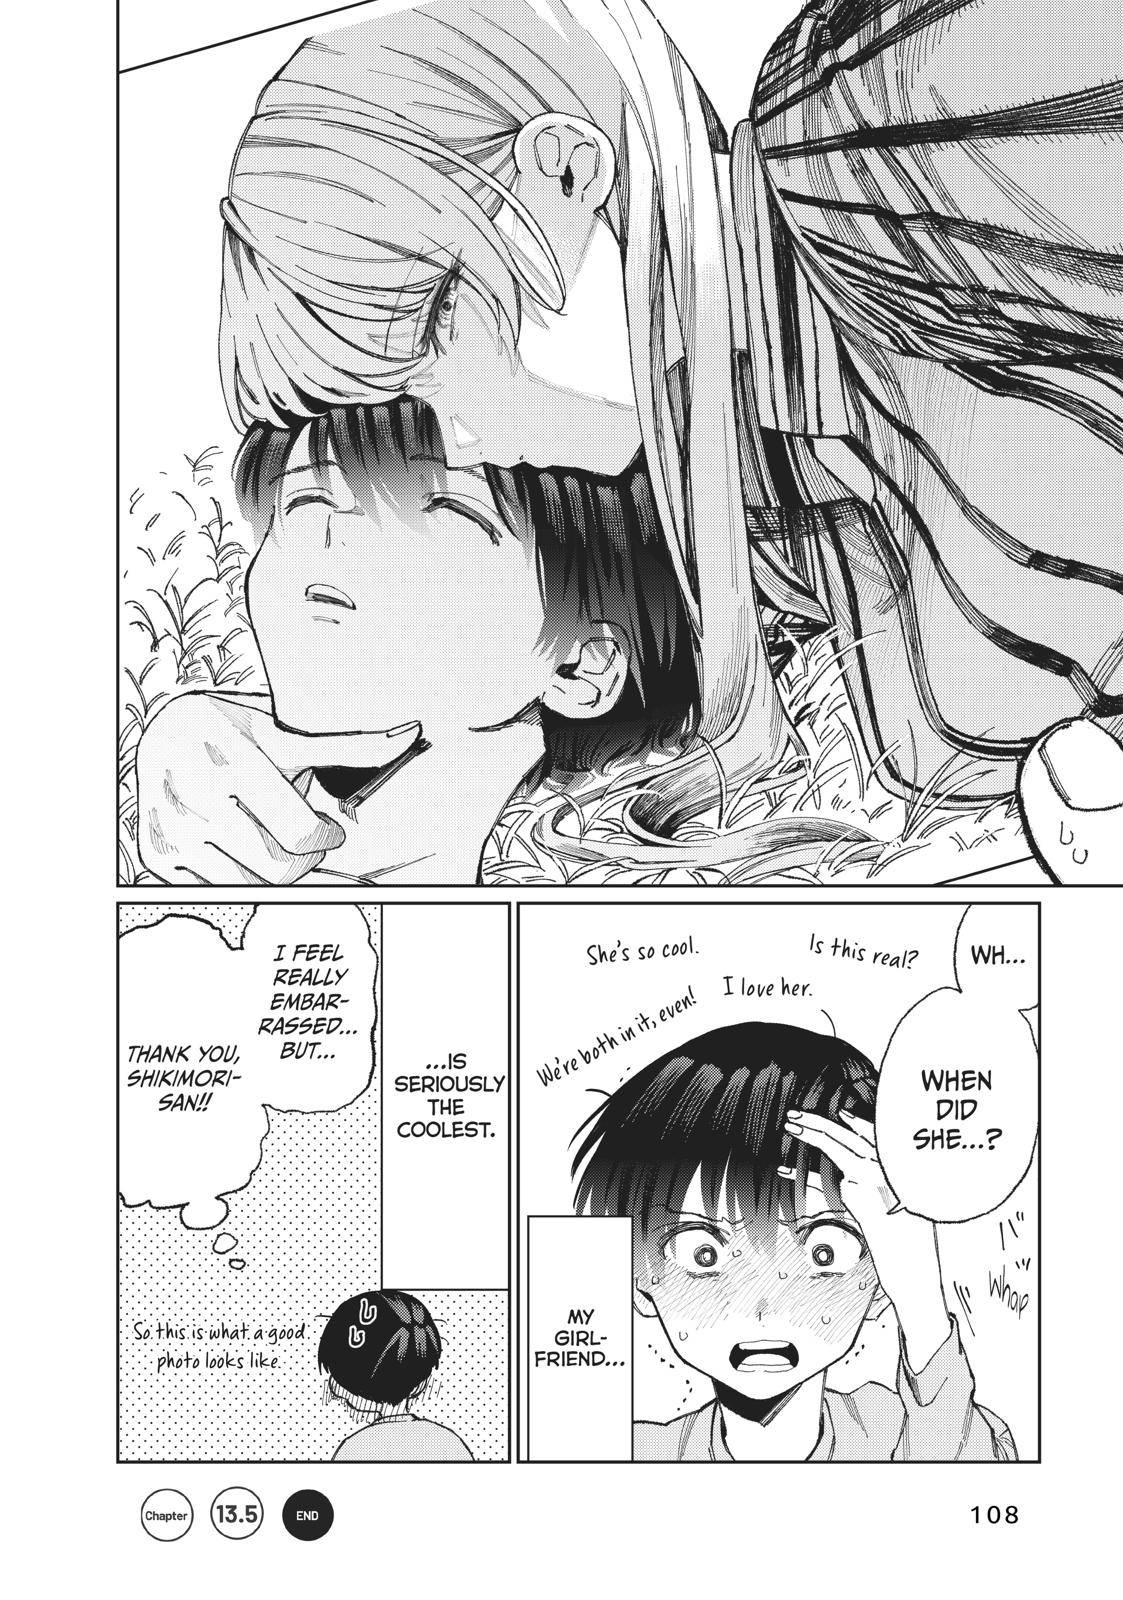 WH...
WHEN
DID
SHE...?
Is this real?
I love her.
She's so cool.
We're both in it, even!
バ
ッ
Whap
MY
GIRL-
FRIEND...
...IS
SERIOUSLY
THE
COOLEST.
I FEEL
REALLY
EMBAR-
RASSED...
BUT...
THANK YOU,
SHIKIMORI-
SAN!!
So this is what a good
photo looks like.
Chapter 13.5 END
108